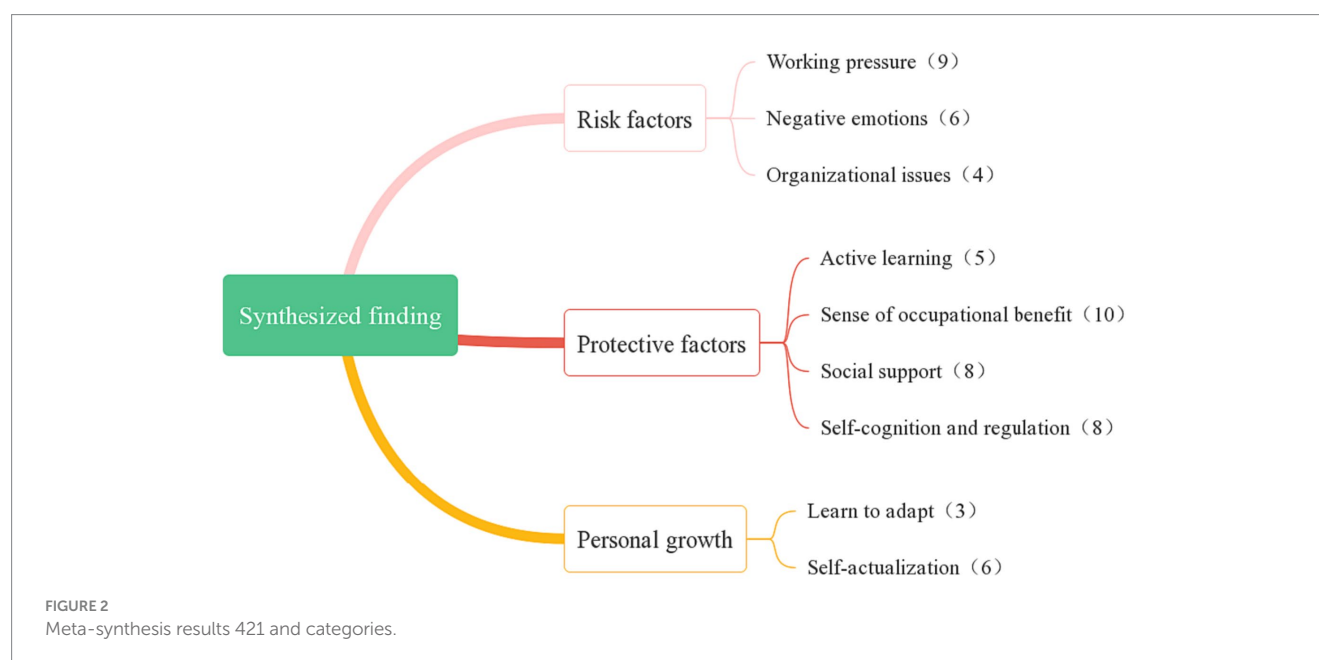 Synthesized finding
Risk factors
Working pressure（9）
Negative emotions（6）
Organizational issues（4）
Protective factors
Active learning（5）
Sense of occupational benefit（10）
Social support（8）
Self-cognition and regulation（8）
Personal growth
Learn to adapt（3）
Self-actualization（6）
FIGURE 2
Meta-synthesis results 421 and categories.